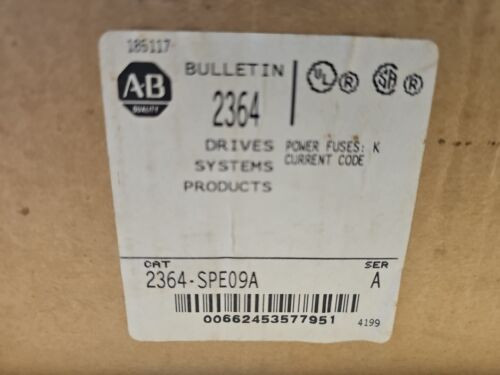 185117
AB
QUALITY
BULLETIN
2364
DRIVES
SYSTEMS
PRODUCTS
UL ®
SA ®
POWER FUSES: K
CURRENT CODE
CAT
2364-SPE09A
SER
A
00662453577951
4199